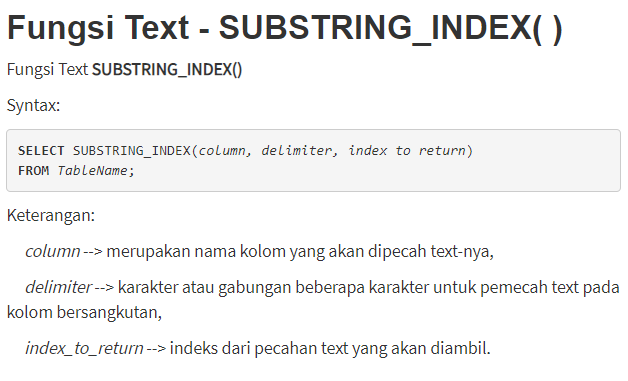 Fungsi Text - SUBSTRING_INDEX( )
Fungsi Text SUBSTRING_INDEX()
Syntax:
SELECT SUBSTRING_INDEX(column, delimiter, index to return)
FROM TableName;
Keterangan:
column --> merupakan nama kolom yang akan dipecah text-nya,
delimiter --> karakter atau gabungan beberapa karakter untuk pemecah text pada
kolom bersangkutan,
index_to_return --> indeks dari pecahan text yang akan diambil.